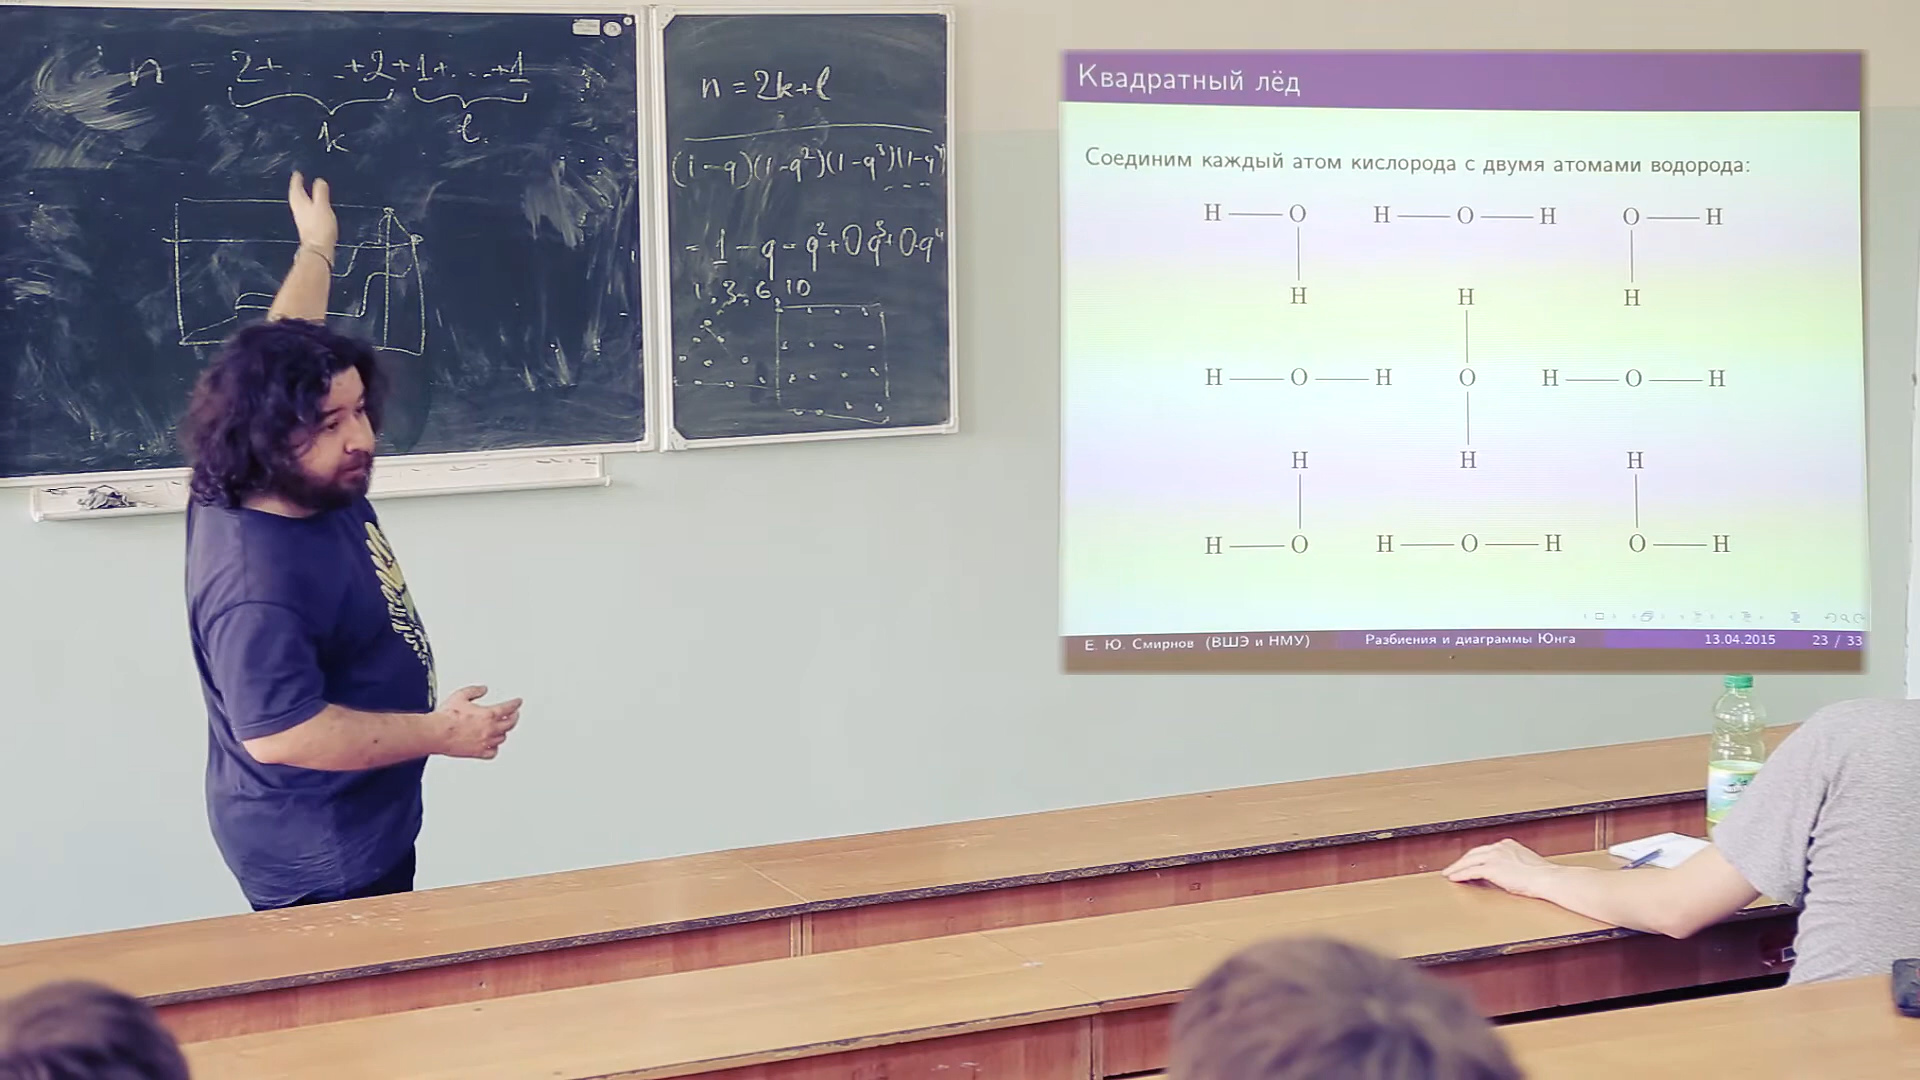 n = 2+...+2+1+...+1
k l
n = 2k+l
(1-q)(1-q²)(1-q³)(1-q⁴)
...
= 1 - q - q² + 0q³ + 0·q⁴
1, 3, 6, 10
Квадратный лёд
Соединим каждый атом кислорода с двумя атомами водорода:
H — O H — O — H O — H
H H H
H — O — H O H — O — H
H H H
H — O H — O — H O — H
Е. Ю. Смирнов (ВШЭ и НМУ) Разбиения и диаграммы Юнга 13.04.2015 23 / 33